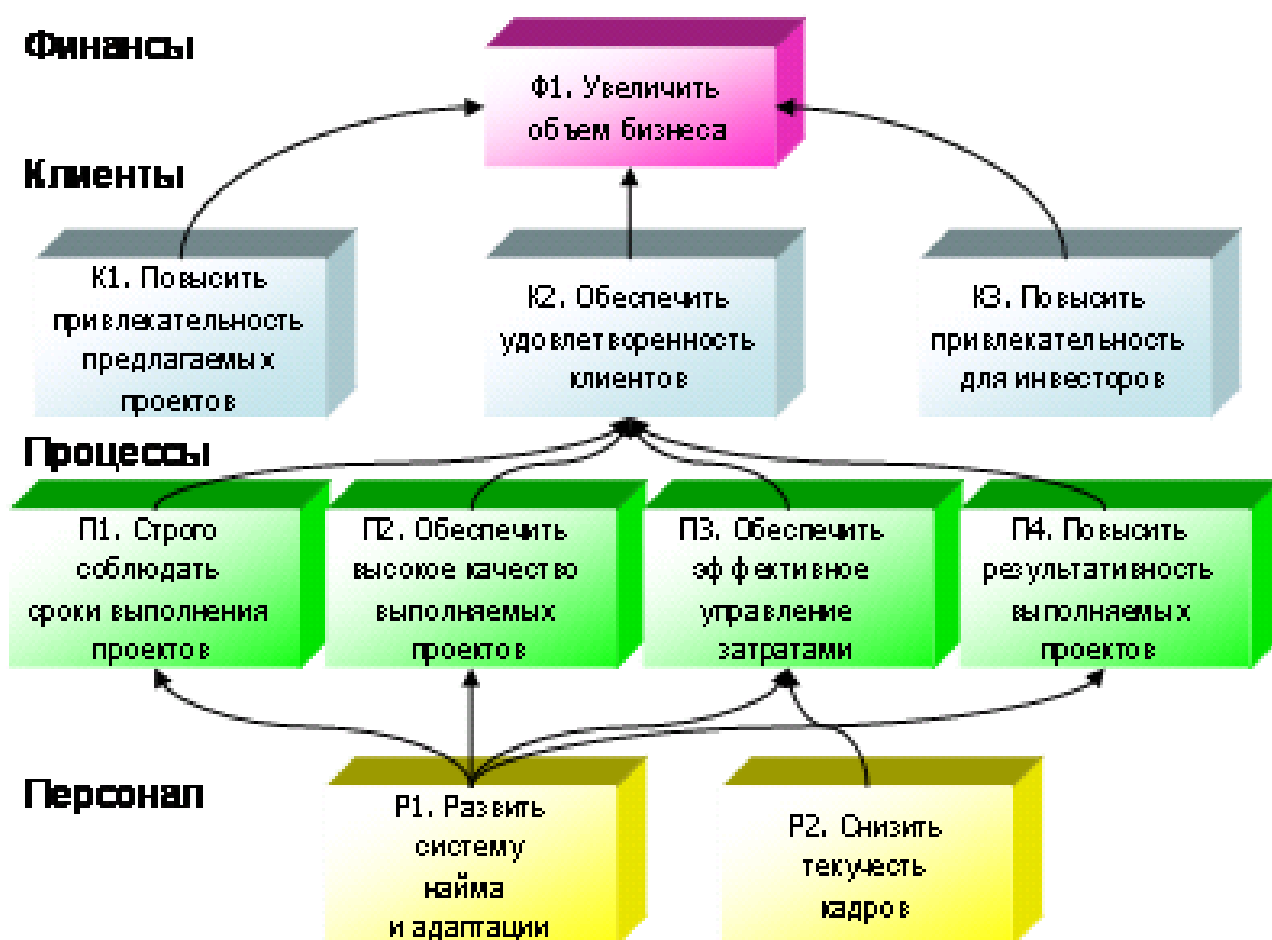 Финансы
Ф1. Увеличить
объем бизнеса
Клиенты
К1. Повысить
привлекательность
предлагаемых
проектов
К2. Обеспечить
удовлетворенность
клиентов
К3. Повысить
привлекательность
для инвесторов
Процессы
П1. Строго
соблюдать
сроки выполнения
проектов
П2. Обеспечить
высокое качество
выполняемых
проектов
П3. Обеспечить
эффективное
управление
затратами
П4. Повысить
результативность
выполняемых
проектов
Персонал
Р1. Развить
систему
найма
и адаптации
Р2. Снизить
текучесть
кадров